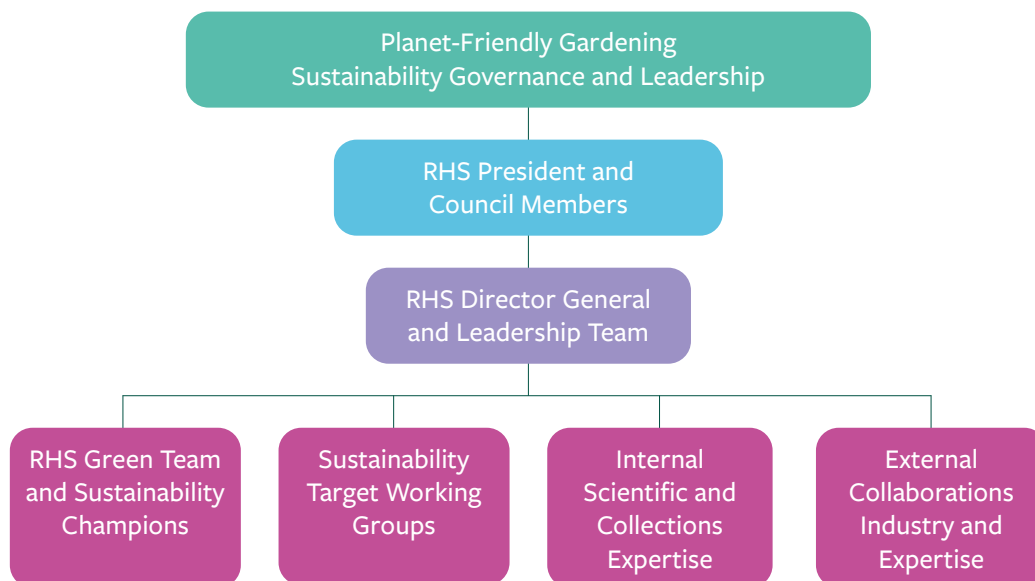 Planet-Friendly Gardening
Sustainability Governance and Leadership
RHS President and
Council Members
RHS Director General
and Leadership Team
RHS Green Team
and Sustainability
Champions
Sustainability
Target Working
Groups
Internal
Scientific and
Collections
Expertise
External
Collaborations
Industry and
Expertise